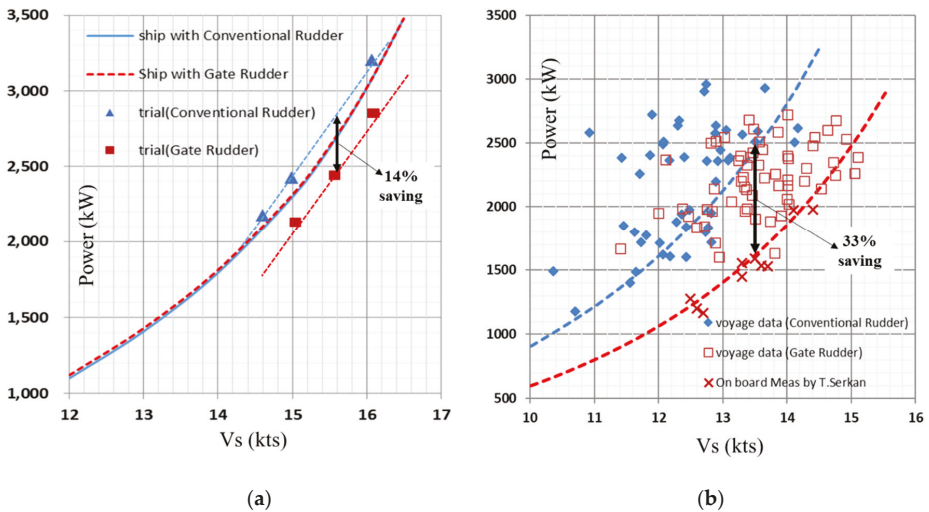 3,500
3,000
2,500
2,000
1,500
1,000
Power (kW)
ship with Conventional Rudder
Ship with Gate Rudder
trial(Conventional Rudder)
trial(Gate Rudder)
14%
saving
12 13 14 15 16 17
Vs (kts)
(a)
3500
3000
2500
2000
1500
1000
500
Power (kW)
33%
saving
voyage data (Conventional Rudder)
voyage data (Gate Rudder)
On board Meas by T.Serkan
10 11 12 13 14 15 16
Vs (kts)
(b)